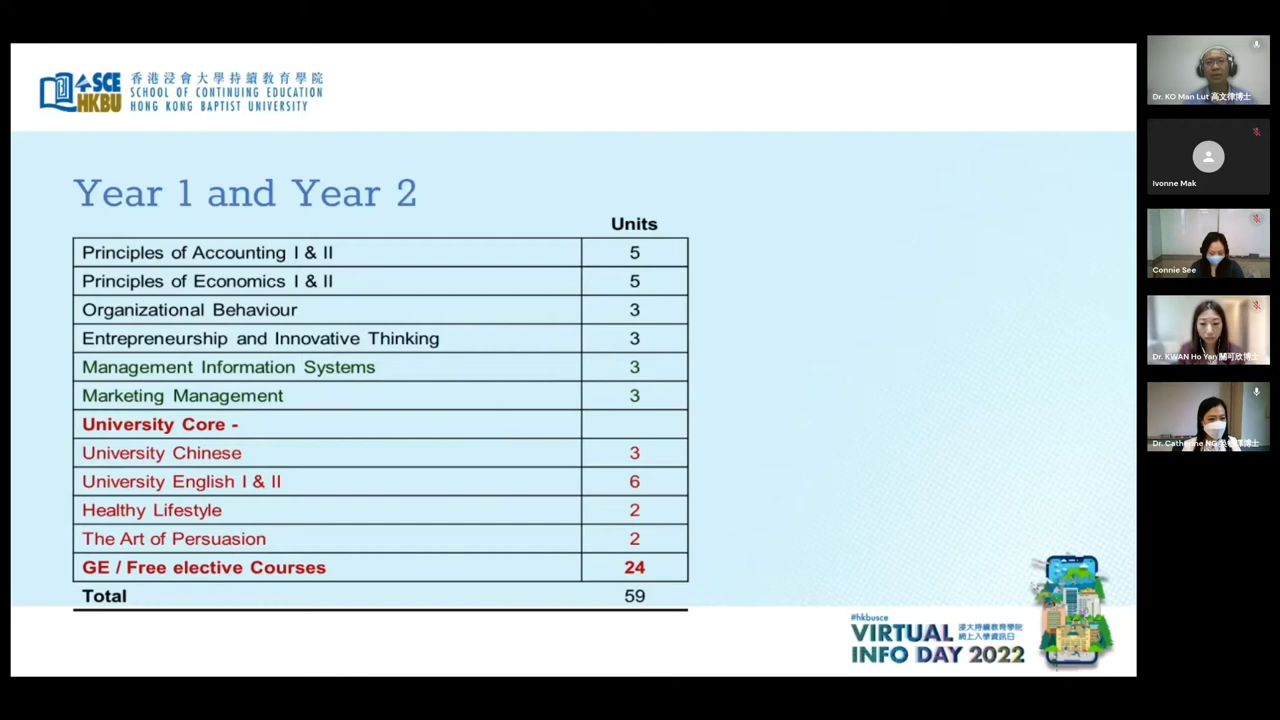 SCE
HKBU
香港浸會大學持續教育學院
SCHOOL OF CONTINUING EDUCATION
HONG KONG BAPTIST UNIVERSITY
Year 1 and Year 2
Units
Principles of Accounting I & II 5
Principles of Economics I & II 5
Organizational Behaviour 3
Entrepreneurship and Innovative Thinking 3
Management Information Systems 3
Marketing Management 3
University Core -
University Chinese 3
University English I & II 6
Healthy Lifestyle 2
The Art of Persuasion 2
GE / Free elective Courses 24
Total 59
#hkbusce
VIRTUAL 浸大持續教育學院
網上入學資訊日
INFO DAY 2022
Dr. KO Man Lut 高文律博士
Ivonne Mak
Connie See
Dr. KWAN Ho Yan 關可欣博士
Dr. Catherine NG